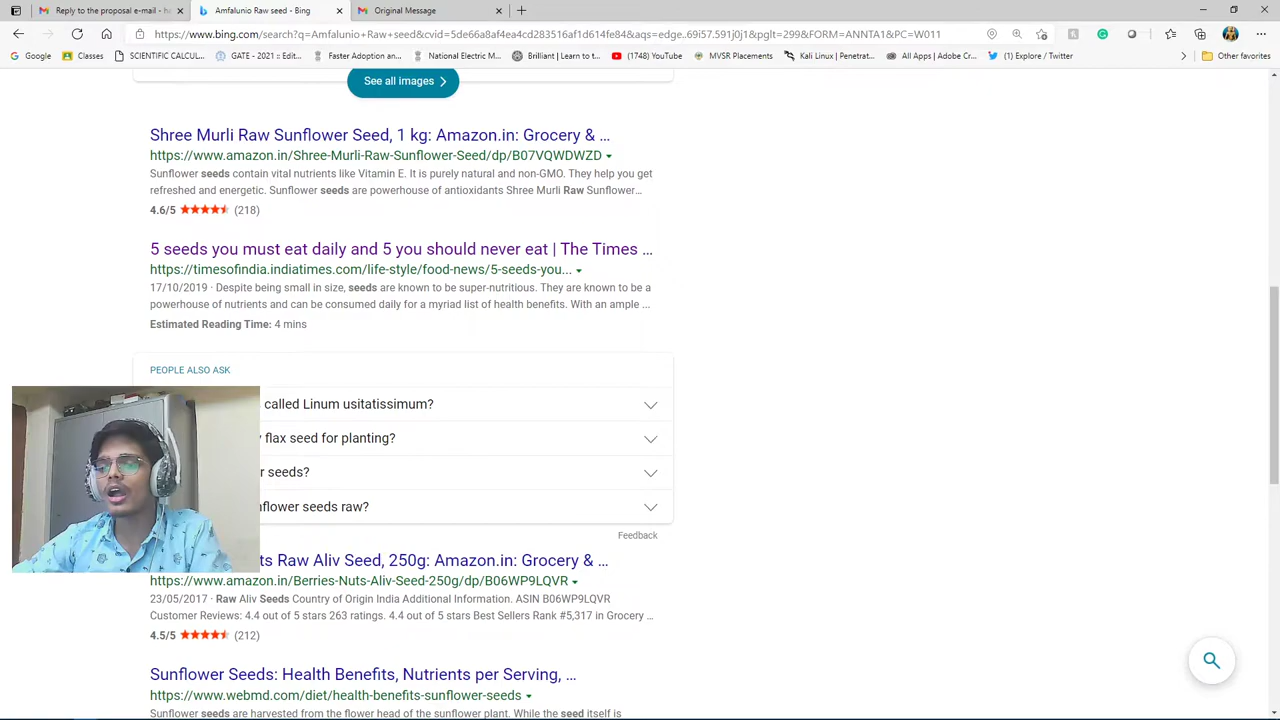 Reply to the proposal e-mail - h
Amfalunio Raw seed - Bing
Original Message
https://www.bing.com/search?q=Amfalunio+Raw+seed&cvid=5de66a8af4ea4cd283516af1d614fe84&aqs=edge..69i57.591j0j1&pglt=299&FORM=ANNTA1&PC=W011
Google
Classes
SCIENTIFIC CALCUL...
GATE - 2021 :: Edit...
Faster Adoption an...
National Electric M...
Brilliant | Learn to t...
(1748) YouTube
MVSR Placements
Kali Linux | Penetrat...
All Apps | Adobe Cr...
(1) Explore / Twitter
Other favorites
See all images
Shree Murli Raw Sunflower Seed, 1 kg: Amazon.in: Grocery & ...
https://www.amazon.in/Shree-Murli-Raw-Sunflower-Seed/dp/B07VQWDWZD
Sunflower seeds contain vital nutrients like Vitamin E. It is purely natural and non-GMO. They help you get
refreshed and energetic. Sunflower seeds are powerhouse of antioxidants Shree Murli Raw Sunflower...
4.6/5 (218)
5 seeds you must eat daily and 5 you should never eat | The Times ...
https://timesofindia.indiatimes.com/life-style/food-news/5-seeds-you...
17/10/2019 · Despite being small in size, seeds are known to be super-nutritious. They are known to be a
powerhouse of nutrients and can be consumed daily for a myriad list of health benefits. With an ample ...
Estimated Reading Time: 4 mins
PEOPLE ALSO ASK
called Linum usitatissimum?
flax seed for planting?
seeds?
nflower seeds raw?
Feedback
ts Raw Aliv Seed, 250g: Amazon.in: Grocery & ...
https://www.amazon.in/Berries-Nuts-Aliv-Seed-250g/dp/B06WP9LQVR
23/05/2017 · Raw Aliv Seeds Country of Origin India Additional Information. ASIN B06WP9LQVR
Customer Reviews: 4.4 out of 5 stars 263 ratings. 4.4 out of 5 stars Best Sellers Rank #5,317 in Grocery ...
4.5/5 (212)
Sunflower Seeds: Health Benefits, Nutrients per Serving, ...
https://www.webmd.com/diet/health-benefits-sunflower-seeds
Sunflower seeds are harvested from the flower head of the sunflower plant. While the seed itself is